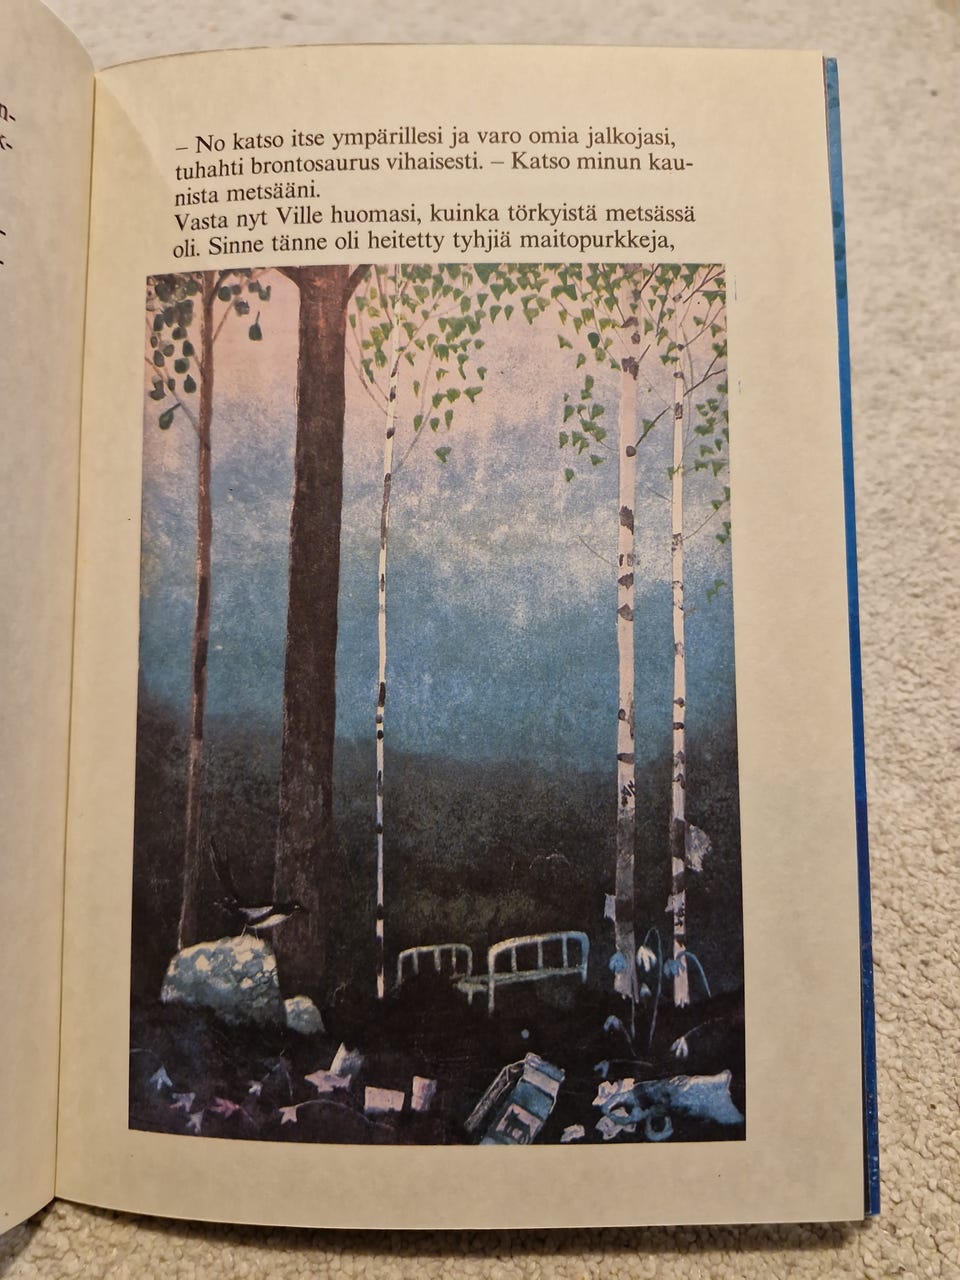 – No katso itse ympärillesi ja varo omia jalkojasi,
tuhahti brontosaurus vihaisesti. – Katso minun kau-
nista metsääni.
Vasta nyt Ville huomasi, kuinka törkyistä metsässä
oli. Sinne tänne oli heitetty tyhjiä maitopurkkeja,